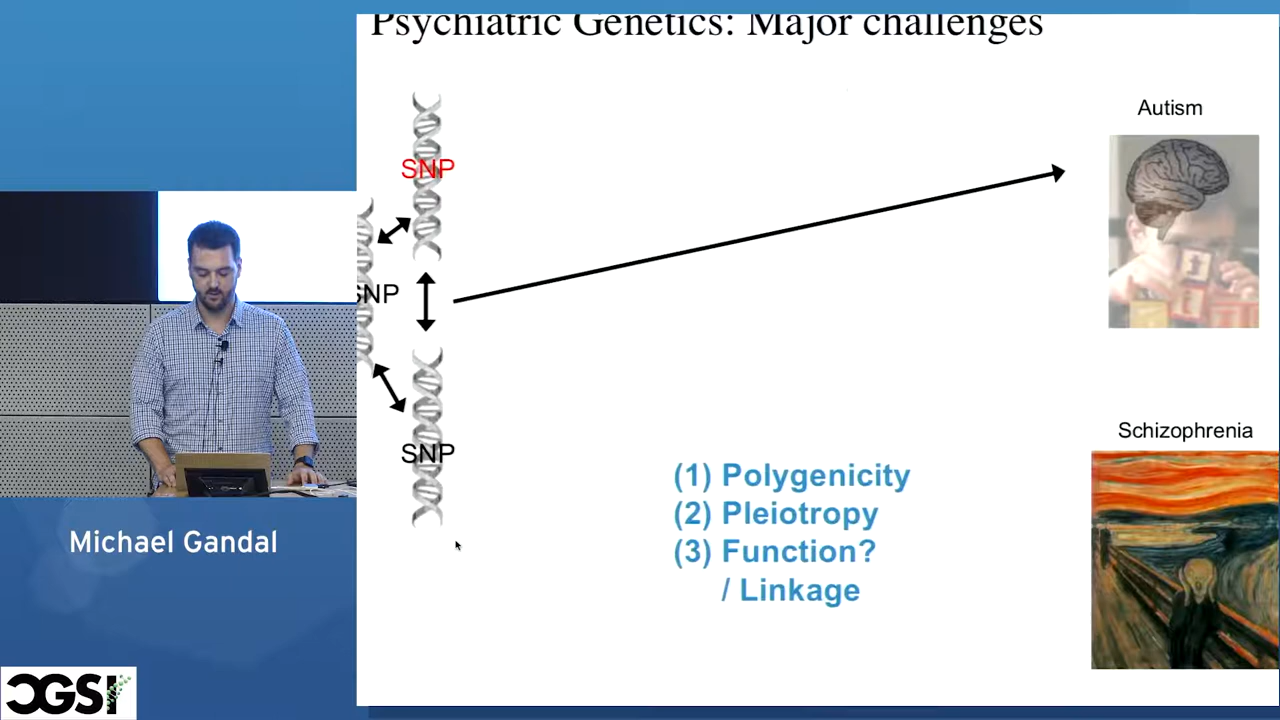 Psychiatric Genetics: Major challenges
Autism
SNP
SNP
Schizophrenia
SNP
(1) Polygenicity
(2) Pleiotropy
(3) Function?
/ Linkage
Michael Gandal
CGSI